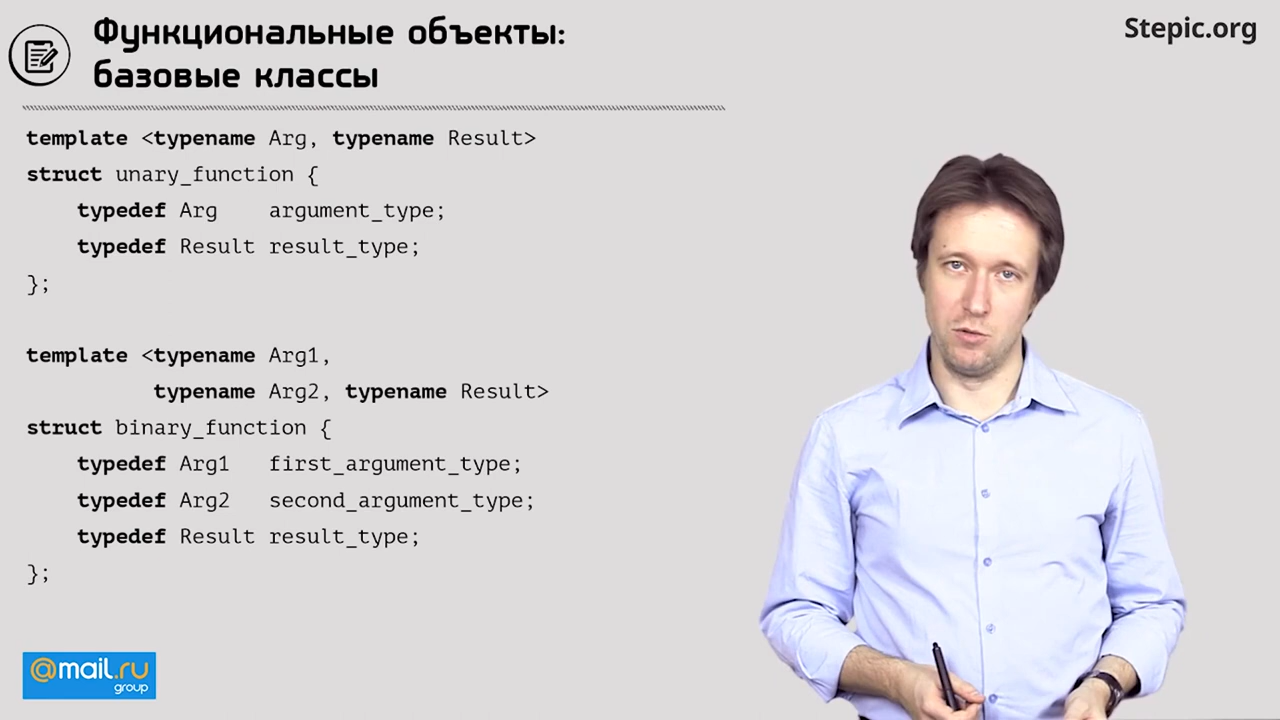 Функциональные объекты:
базовые классы
Stepic.org
template <typename Arg, typename Result>
struct unary_function {
    typedef Arg    argument_type;
    typedef Result result_type;
};
template <typename Arg1,
          typename Arg2, typename Result>
struct binary_function {
    typedef Arg1   first_argument_type;
    typedef Arg2   second_argument_type;
    typedef Result result_type;
};
@mail.ru
group